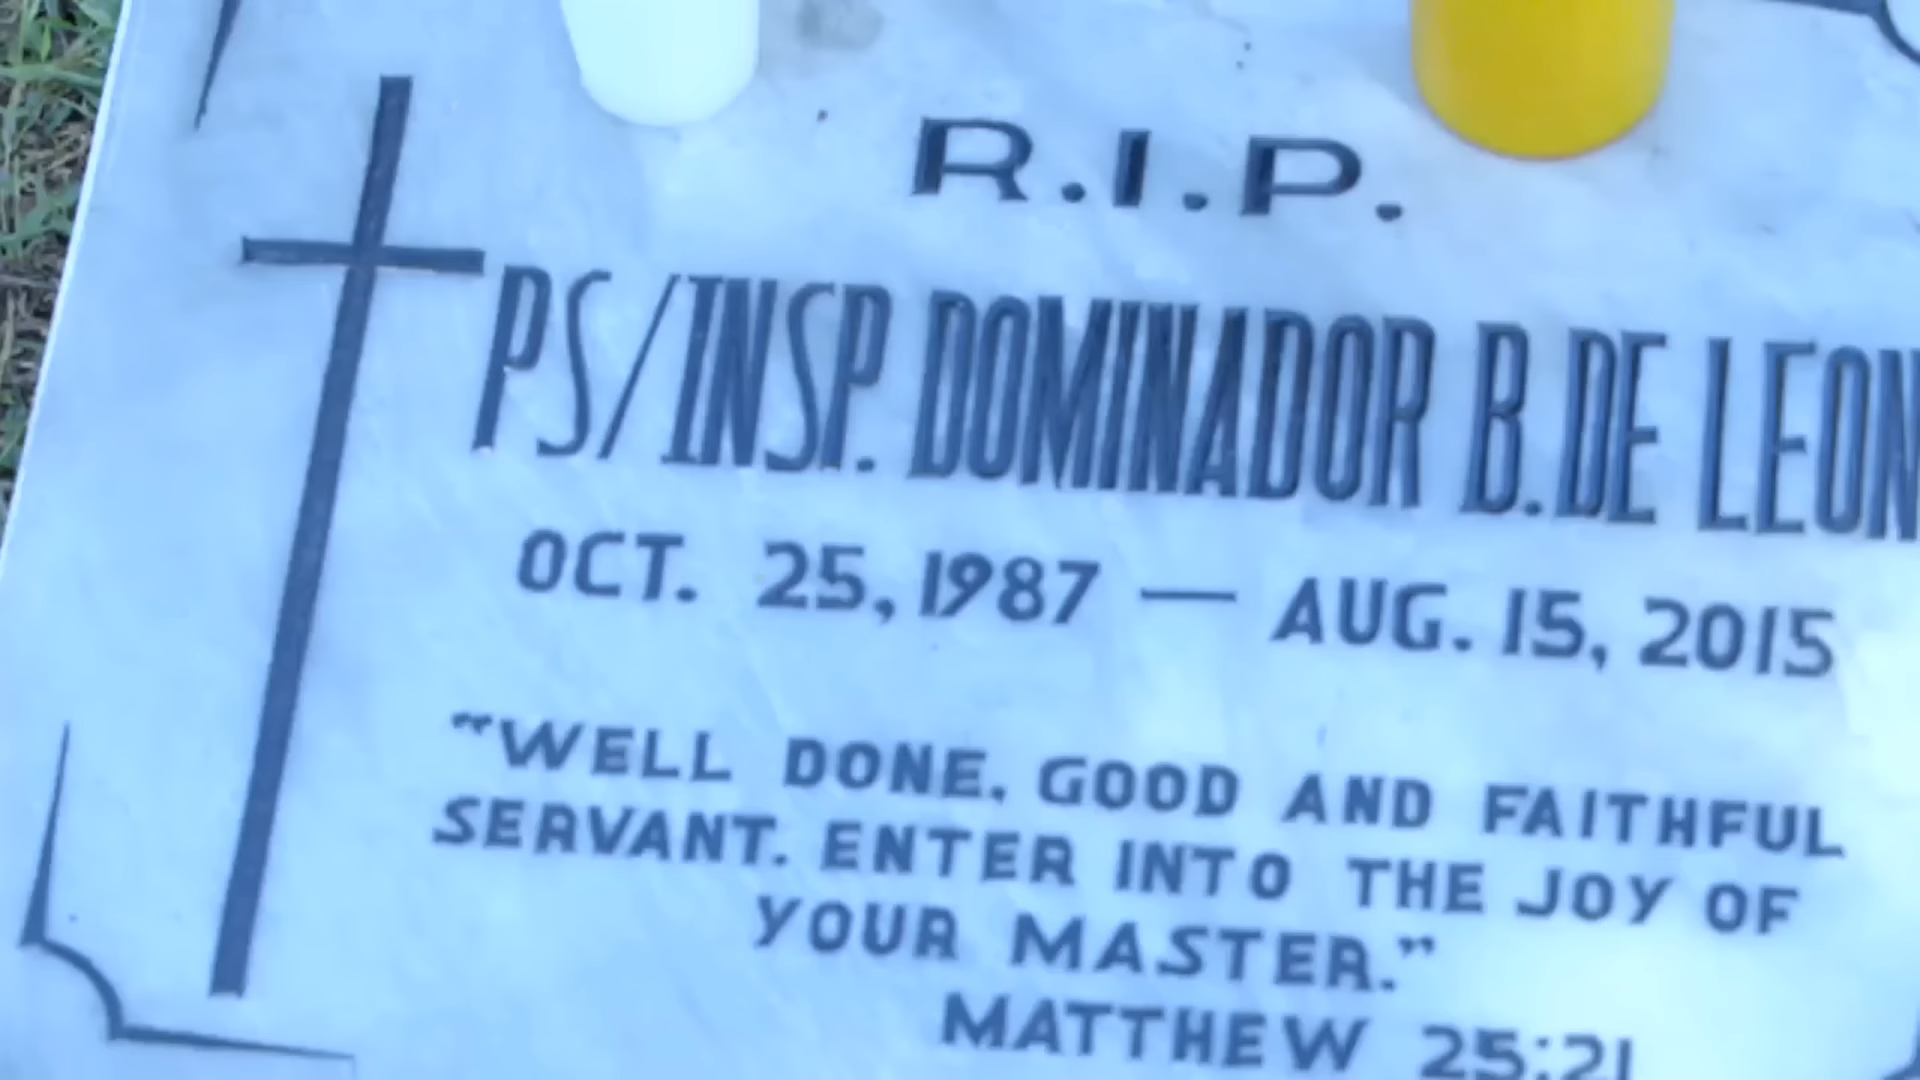 R.I.P.
PS/INSP. DOMINADOR B. DE LEON
OCT. 25, 1987 — AUG. 15, 2015
"WELL DONE, GOOD AND FAITHFUL
SERVANT. ENTER INTO THE JOY OF
YOUR MASTER."
MATTHEW 25:21